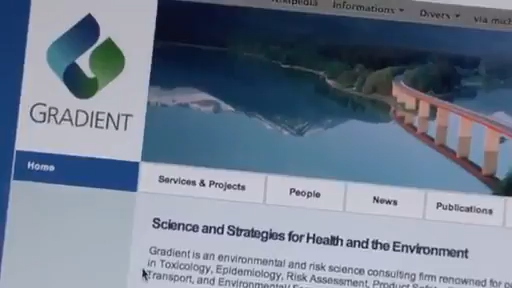 Wikipedia Informations Divers via
GRADIENT
Home
Services & Projects
People
News
Publications
Science and Strategies for Health and the Environment
Gradient is an environmental and risk science consulting firm renowned for
in Toxicology, Epidemiology, Risk Assessment, Product
Transport, and Environmental